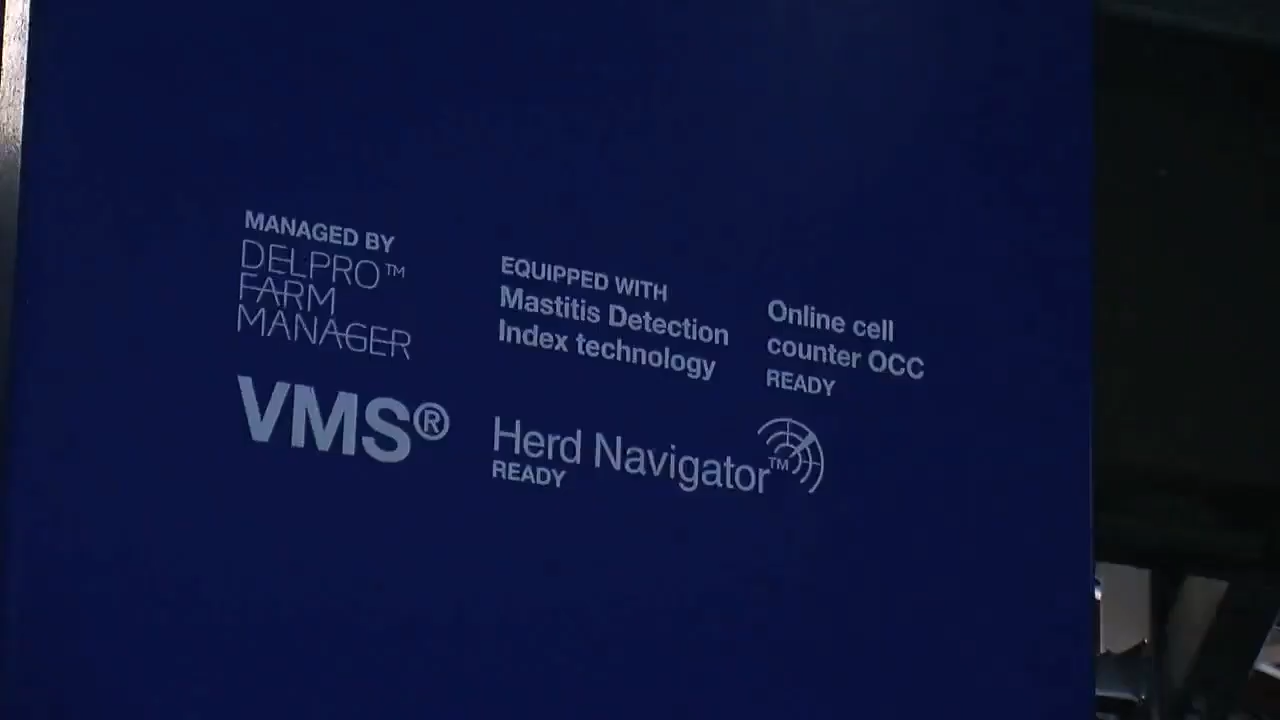 MANAGED BY
DELPRO™
FARM
MANAGER
VMS®
EQUIPPED WITH
Mastitis Detection
Index technology
Herd Navigator™
READY
Online cell
counter OCC
READY